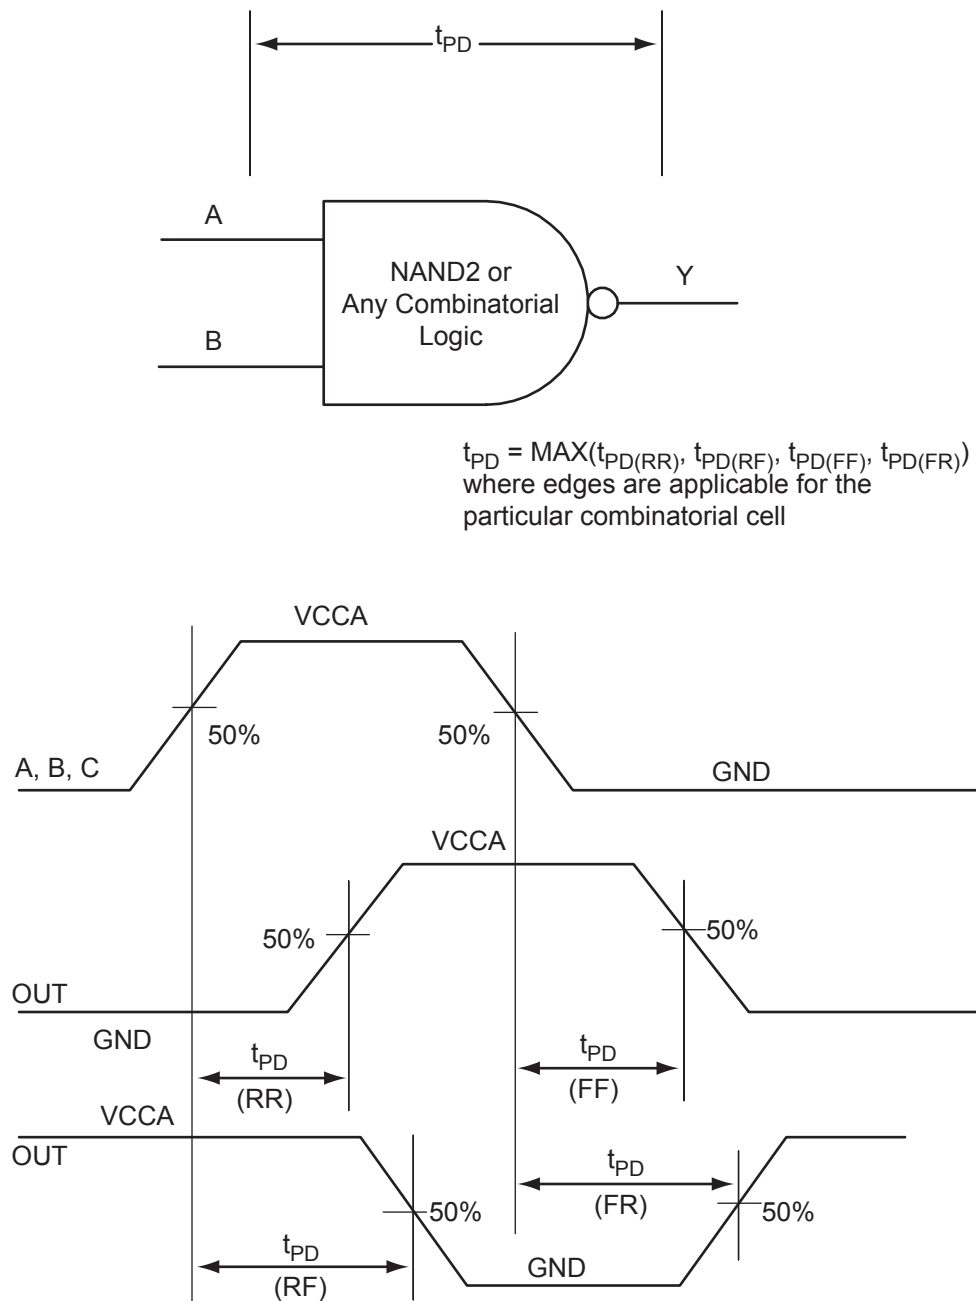 tPD
A
NAND2 or
Any Combinatorial
Logic
Y
B
tPD = MAX(tPD(RR), tPD(RF), tPD(FF), tPD(FR))
where edges are applicable for the
particular combinatorial cell
VCCA
50%
50%
A, B, C
GND
VCCA
50%
50%
OUT
GND
tPD
(RR)
tPD
(FF)
VCCA
OUT
tPD
(FR)
50%
50%
tPD
(RF)
GND